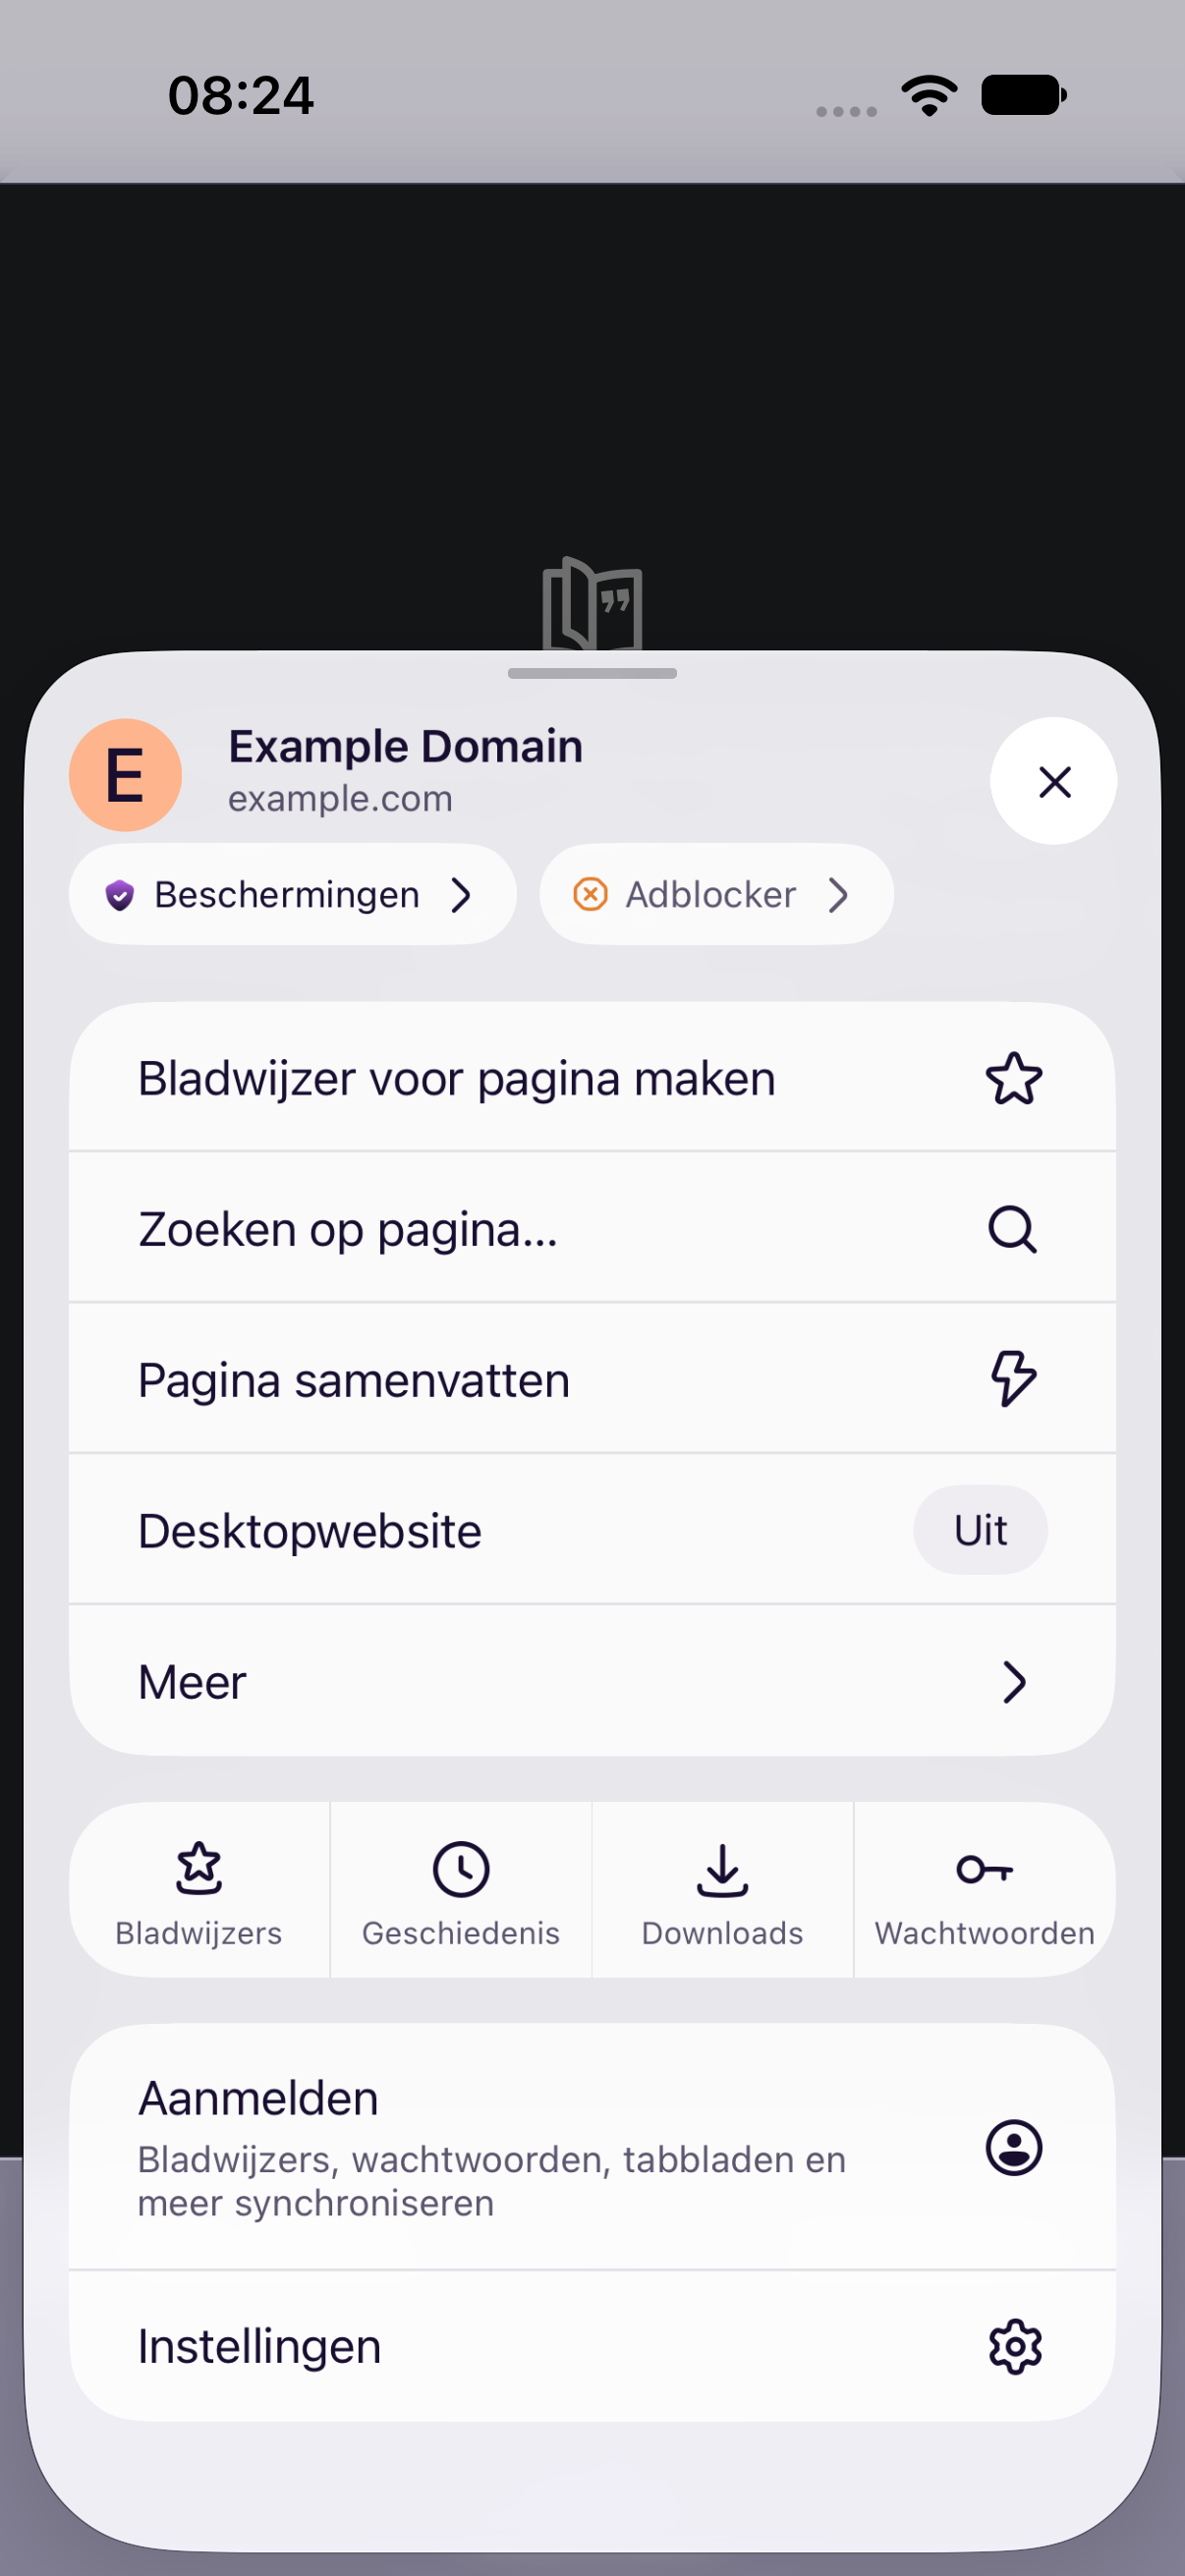 08:24
E
Example Domain
example.com
Beschermingen
Adblocker
Bladwijzer voor pagina maken
Zoeken op pagina…
Pagina samenvatten
Desktopwebsite
Uit
Meer
Bladwijzers
Geschiedenis
Downloads
Wachtwoorden
Aanmelden
Bladwijzers, wachtwoorden, tabbladen en
meer synchroniseren
Instellingen